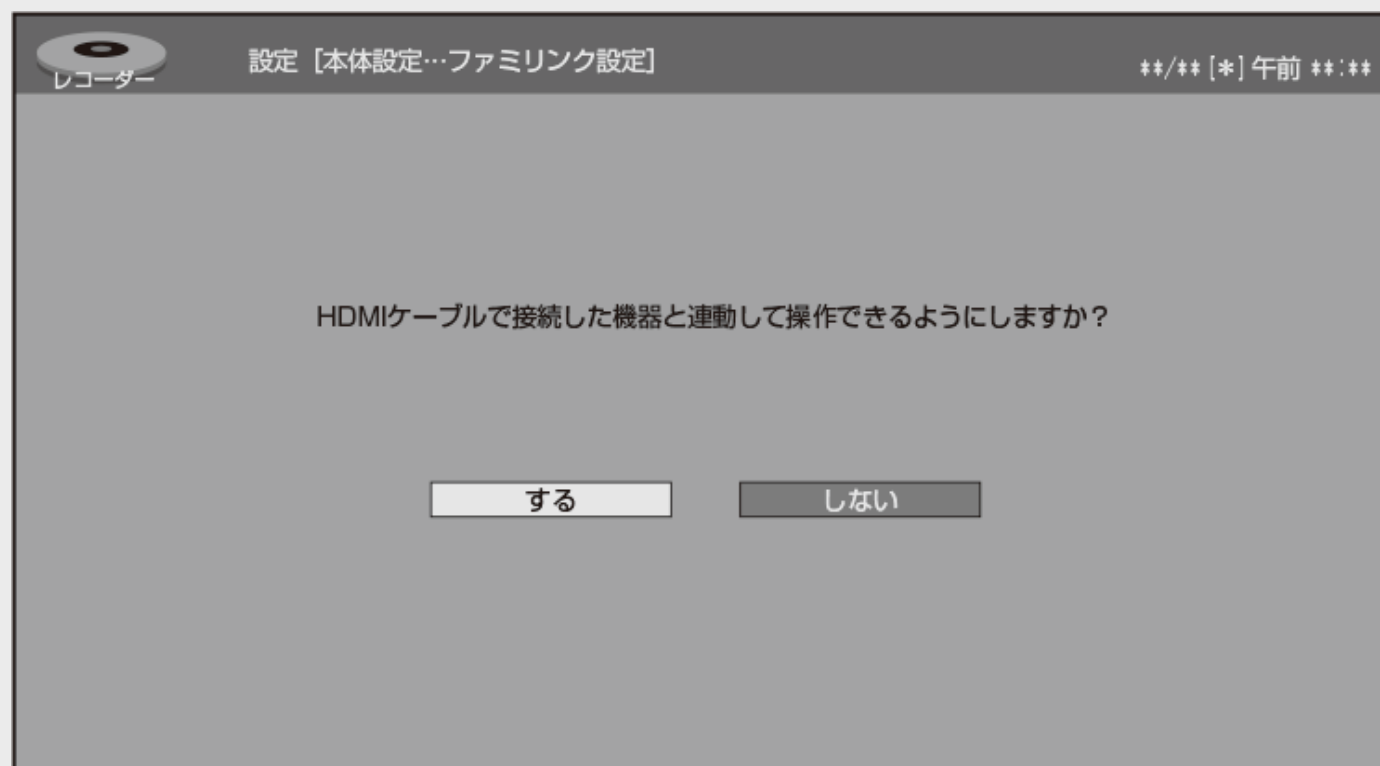 レコーダー
設定［本体設定…ファミリンク設定］
**/** [*] 午前 **:**
HDMIケーブルで接続した機器と連動して操作できるようにしますか？
する
しない